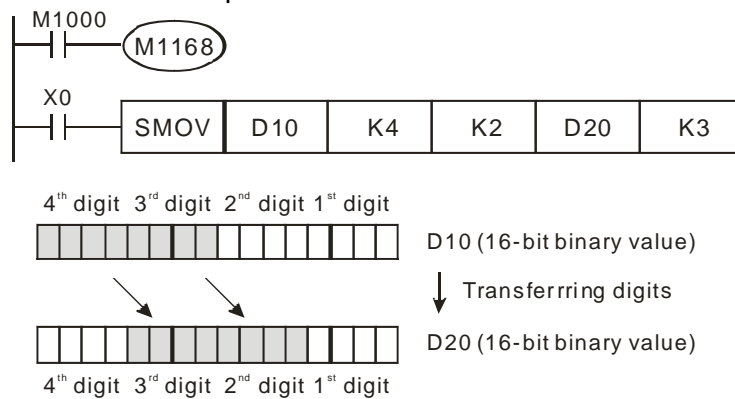 M1000
M1168
X0
SMOV D10 K4 K2 D20 K3
4th digit 3rd digit 2nd digit 1st digit
D10 (16-bit binary value)
Transferrring digits
D20 (16-bit binary value)
4th digit 3rd digit 2nd digit 1st digit